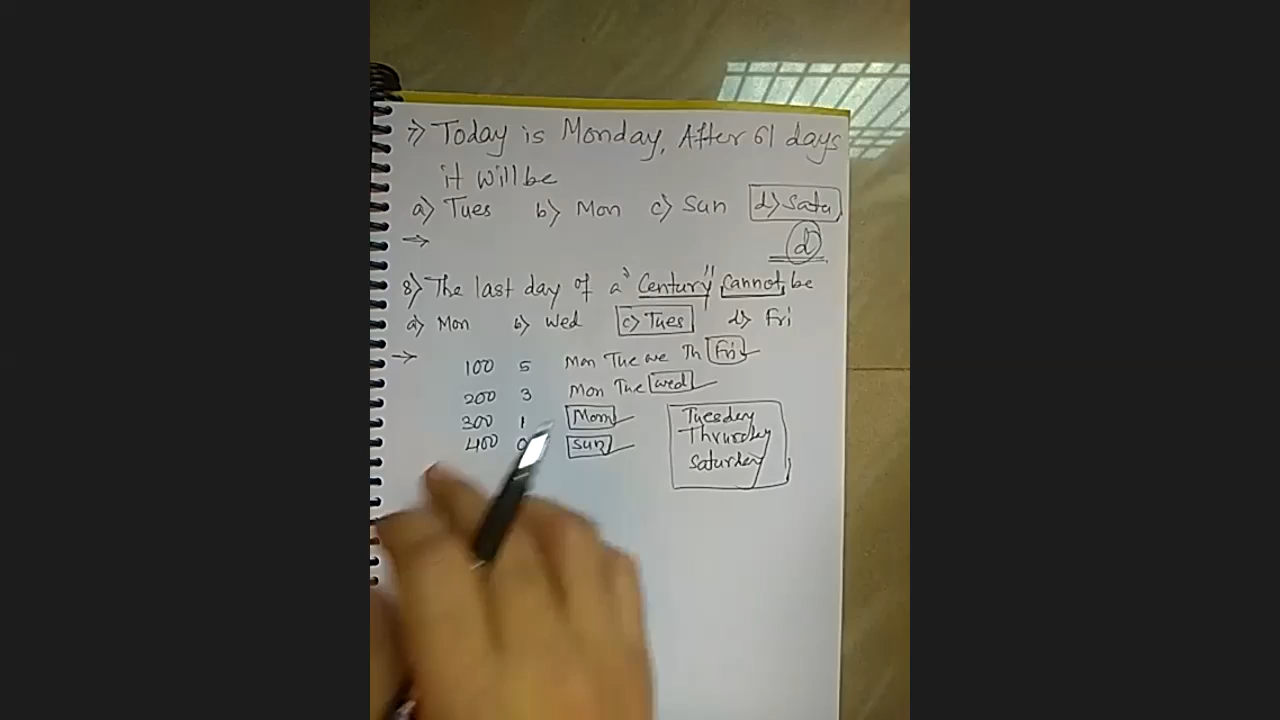 7) Today is Monday, After 61 days
it will be
a) Tues b) Mon c) Sun d) Satu
→ d
8) The last day of a "Century" cannot be
a) Mon b) Wed c) Tues d) Fri
→
100 5 Mon Tue we Th Fri
200 3 Mon Tue wed
300 1 Mon
400 0 Sun
Tuesday
Thrusday
Saturday